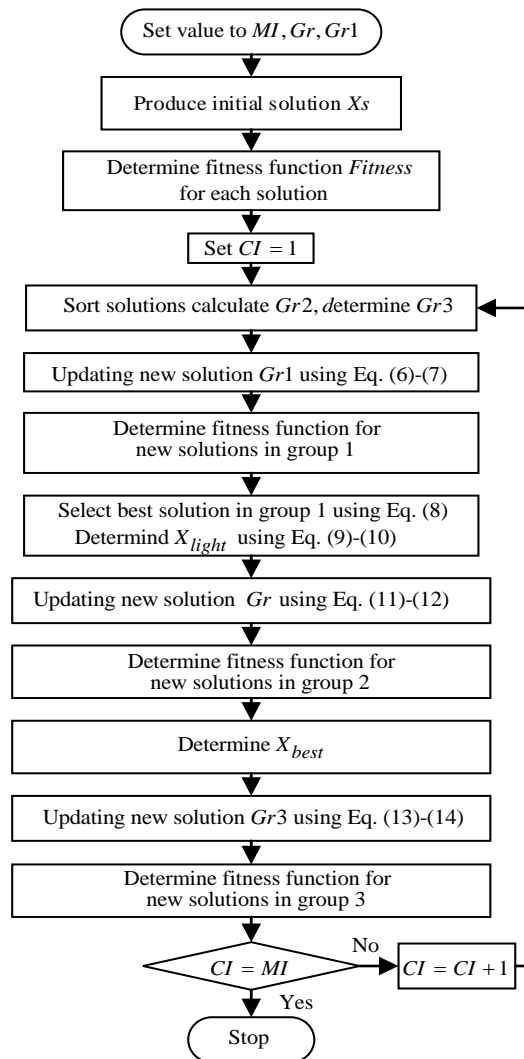 Set value to MI, Gr, Gr1
Produce initial solution Xs
Determine fitness function Fitness
for each solution
Set CI = 1
Sort solutions calculate Gr2, determine Gr3
Updating new solution Gr1 using Eq. (6)-(7)
Determine fitness function for
new solutions in group 1
Select best solution in group 1 using Eq. (8)
Determind X_light using Eq. (9)-(10)
Updating new solution Gr using Eq. (11)-(12)
Determine fitness function for
new solutions in group 2
Determine X_best
Updating new solution Gr3 using Eq. (13)-(14)
Determine fitness function for
new solutions in group 3
No
CI = MI
CI = CI + 1
Yes
Stop